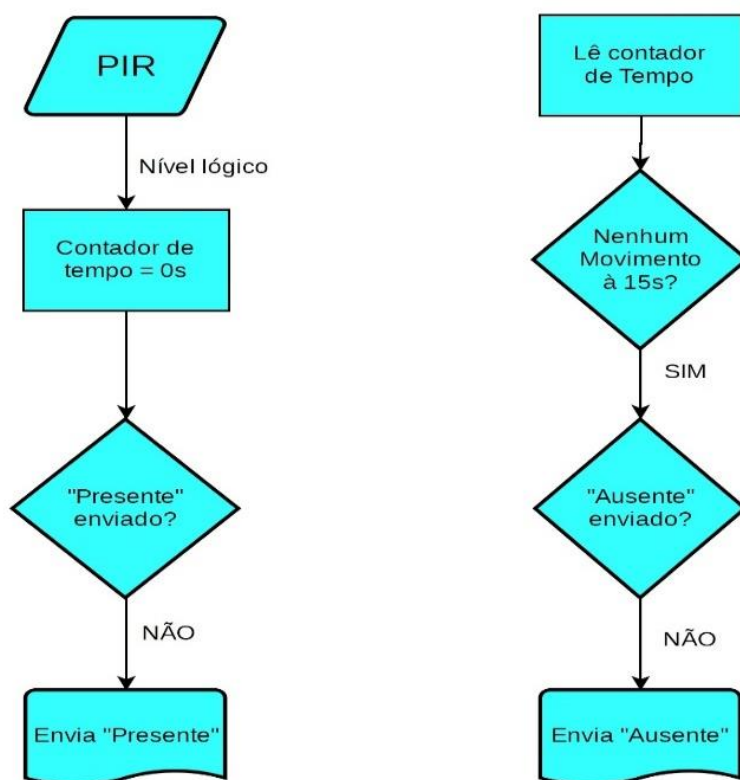 PIR
Nível lógico
Contador de
tempo = 0s
"Presente"
enviado?
NÃO
Envia "Presente"
Lê contador
de Tempo
Nenhum
Movimento
à 15s?
SIM
"Ausente"
enviado?
NÃO
Envia "Ausente"